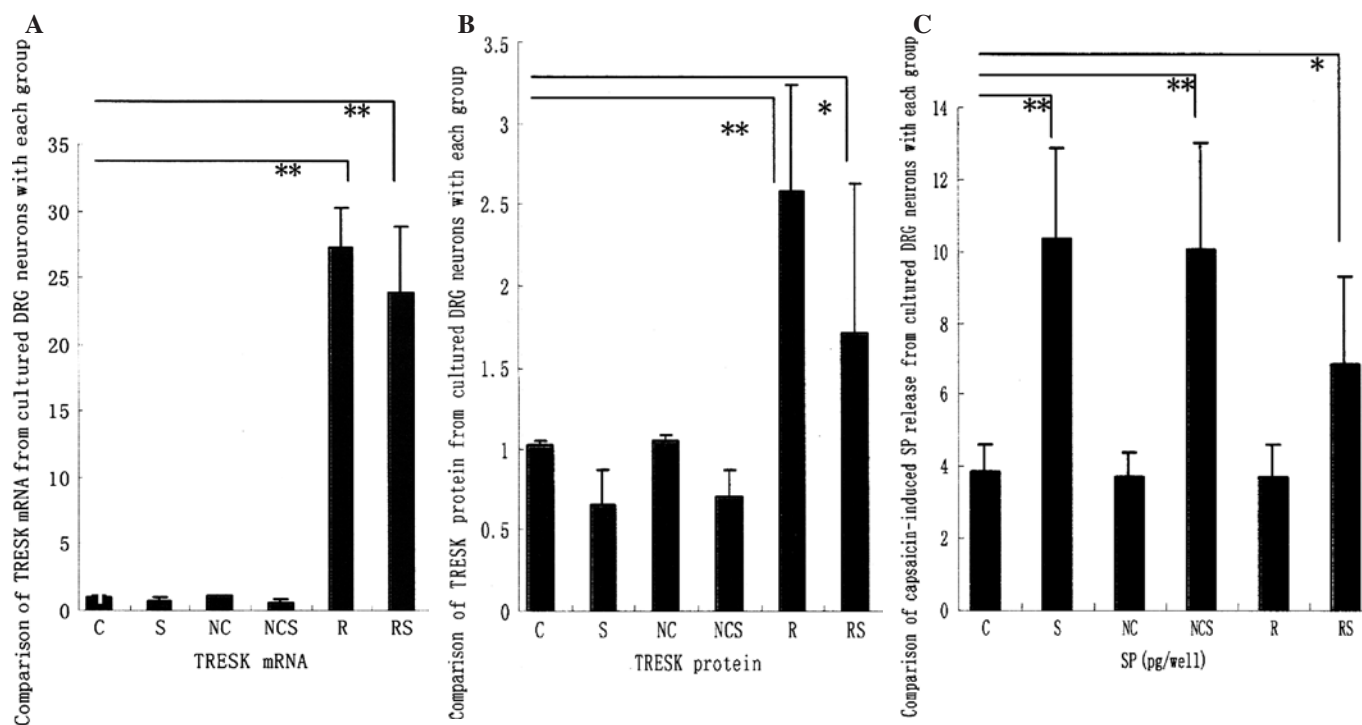 A
Comparison of TRESK mRNA from cultured DRG neurons with each group
35
30
25
20
15
10
5
0
**
**
C S NC NCS R RS
TRESK mRNA
B
Comparison of TRESK protein from cultured DRG neurons with each group
3.5
3
2.5
2
1.5
1
0.5
0
**
*
C S NC NCS R RS
TRESK protein
C
Comparison of capsaicin-induced SP release from cultured DRG neurons with each group
14
12
10
8
6
4
2
0
**
**
*
C S NC NCS R RS
SP (pg/well)